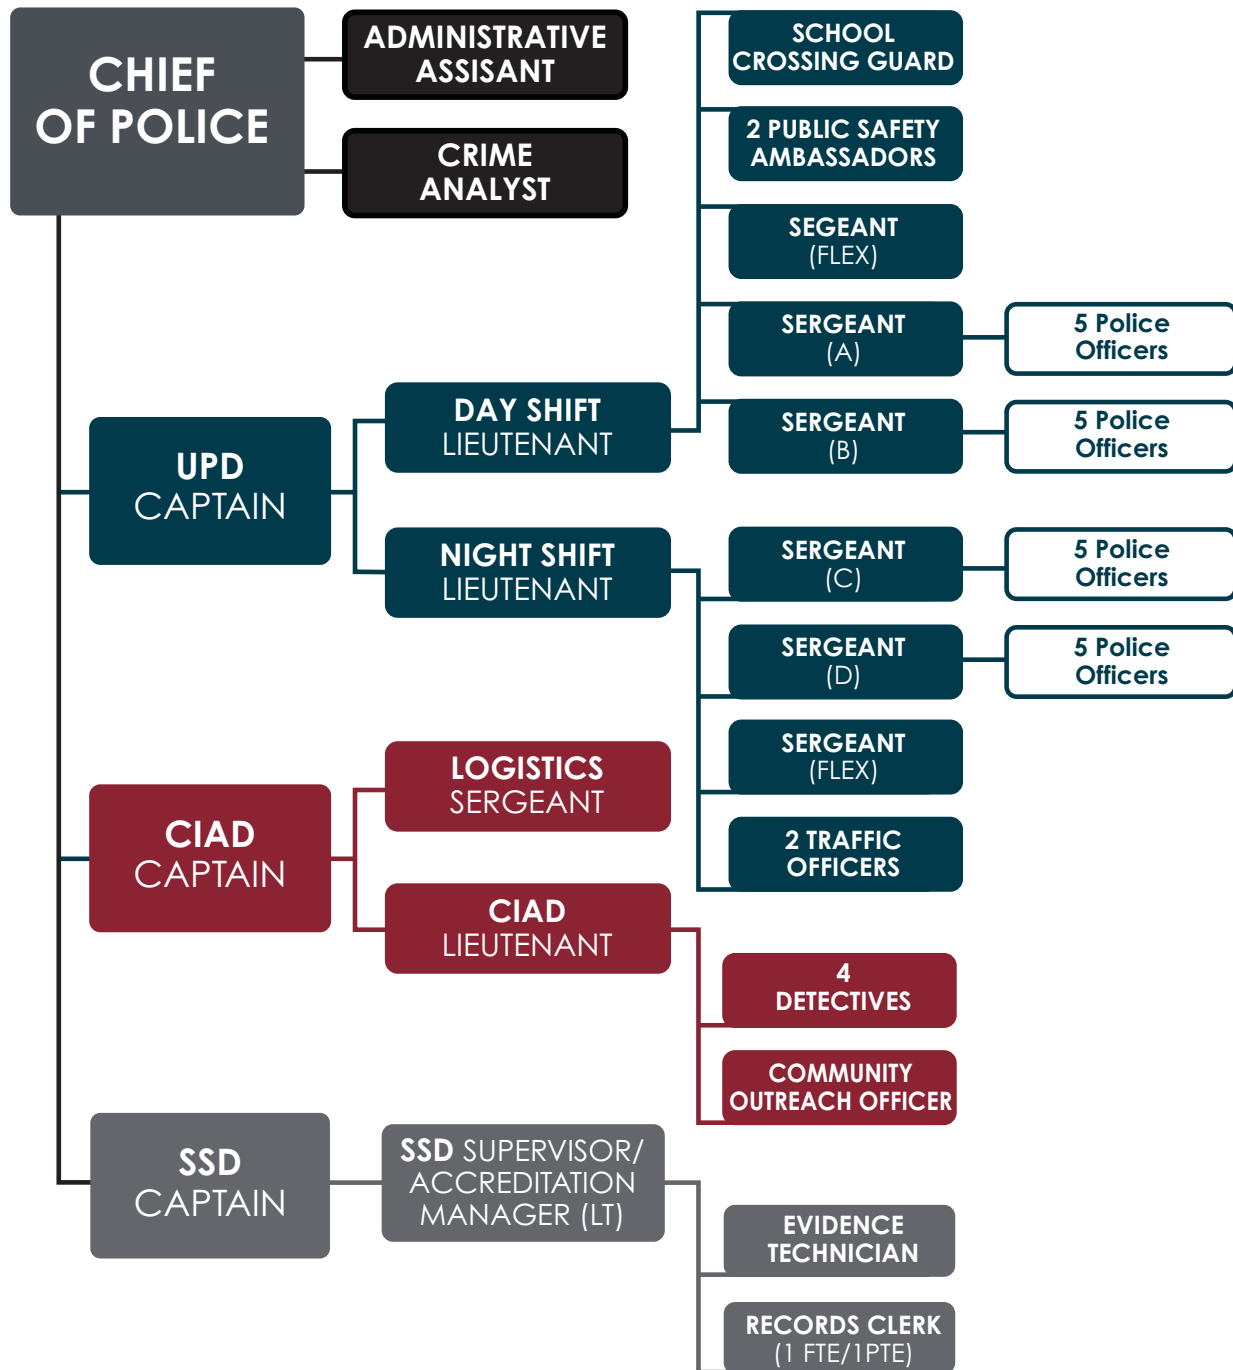 CHIEF
OF POLICE
ADMINISTRATIVE
ASSISANT
CRIME
ANALYST
SCHOOL
CROSSING GUARD
2 PUBLIC SAFETY
AMBASSADORS
SEGEANT
(FLEX)
SERGEANT
(A)
5 Police
Officers
SERGEANT
(B)
5 Police
Officers
DAY SHIFT
LIEUTENANT
UPD
CAPTAIN
NIGHT SHIFT
LIEUTENANT
SERGEANT
(C)
5 Police
Officers
SERGEANT
(D)
5 Police
Officers
SERGEANT
(FLEX)
2 TRAFFIC
OFFICERS
LOGISTICS
SERGEANT
CIAD
CAPTAIN
CIAD
LIEUTENANT
4
DETECTIVES
COMMUNITY
OUTREACH OFFICER
SSD
CAPTAIN
SSD SUPERVISOR/
ACCREDITATION
MANAGER (LT)
EVIDENCE
TECHNICIAN
RECORDS CLERK
(1 FTE/1PTE)